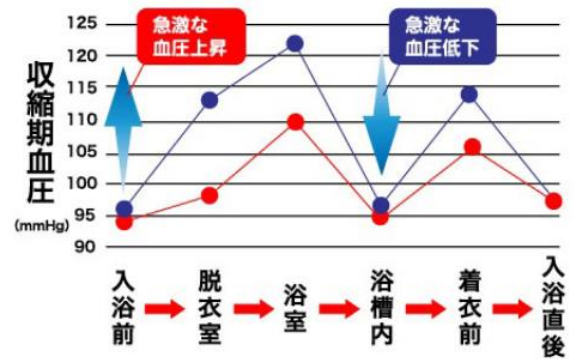 急激な
血圧上昇
急激な
血圧低下
収縮期血圧
(mmHg)
125
120
115
110
105
100
95
90
入浴前
脱衣室
浴室
浴槽内
着衣前
入浴直後